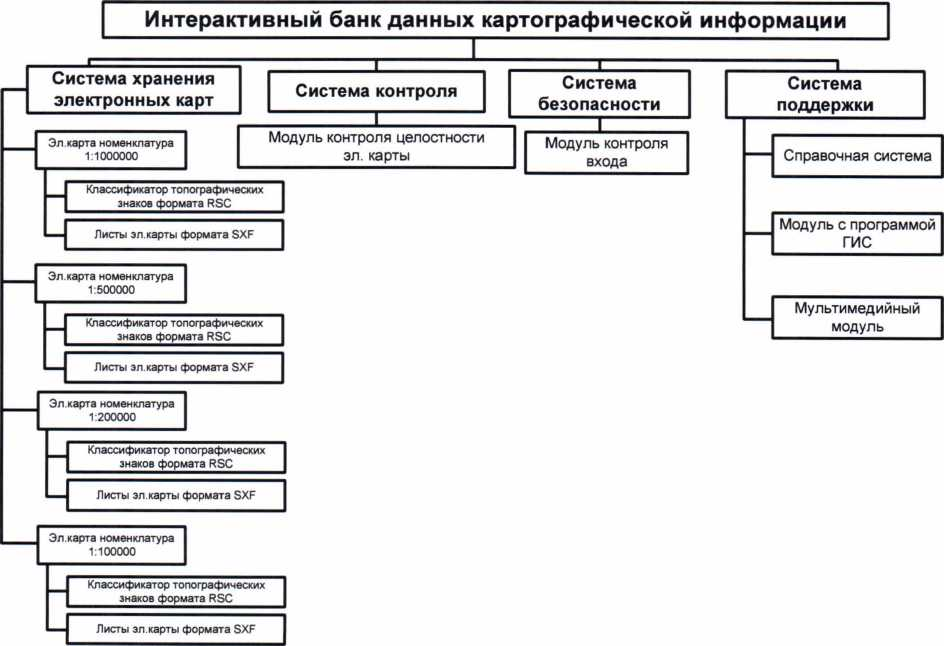 Интерактивный банк данных картографической информации
Система хранения
электронных карт
Система контроля
Система
безопасности
Система
поддержки
Эл.карта номенклатура
1:1000000
Классификатор топографических
знаков формата RSC
Листы эл.карты формата SXF
Эл.карта номенклатура
1:500000
Классификатор топографических
знаков формата RSC
Листы эл.карты формата SXF
Эл.карта номенклатура
1:200000
Классификатор топографических
знаков формата RSC
Листы эл.карты формата SXF
Эл.карта номенклатура
1:100000
Классификатор топографических
знаков формата RSC
Листы эл.карты формата SXF
Модуль контроля целостности
эл. карты
Модуль контроля
входа
Справочная система
Модуль с программой
ГИС
Мультимедийный
модуль